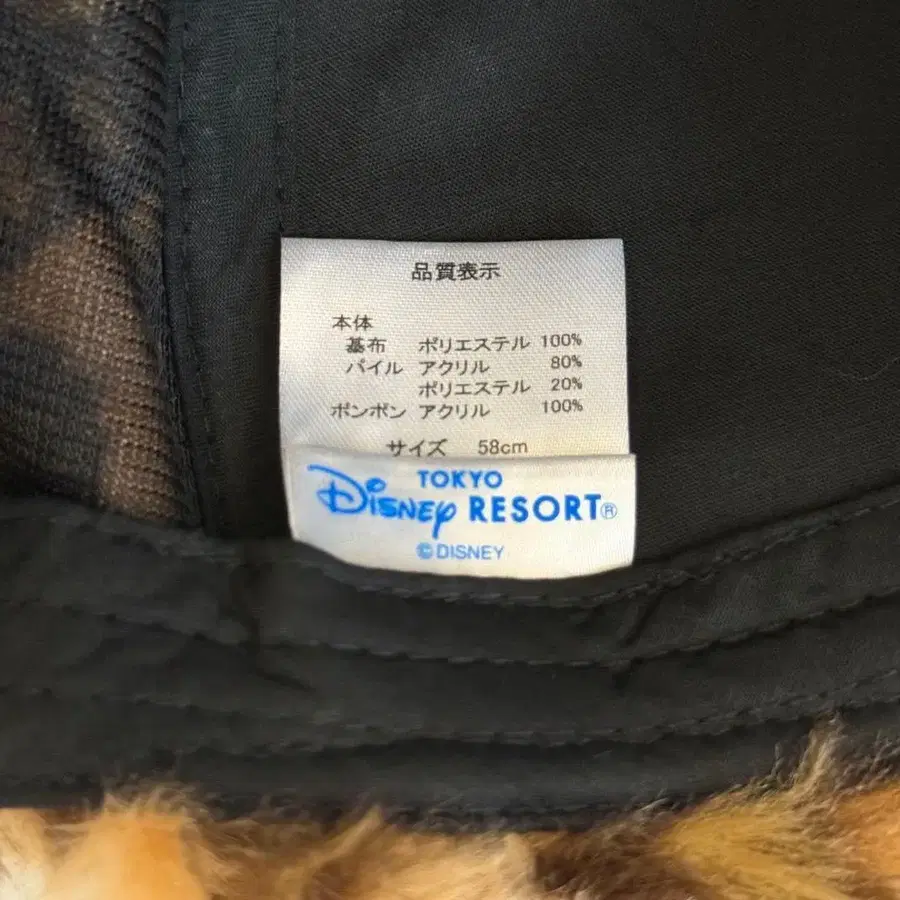 品質表示
本体
基布 ポリエステル 100%
パイル アクリル 80%
ポリエステル 20%
ポンポン アクリル 100%
サイズ 58cm
TOKYO
Disney RESORT®
©DISNEY